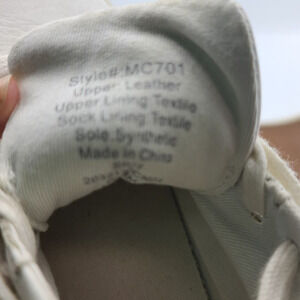 Style#:MC701
Upper: Leather
Upper Lining Textile
Sock Lining:Textile
Sole:Synthetic
Made in China